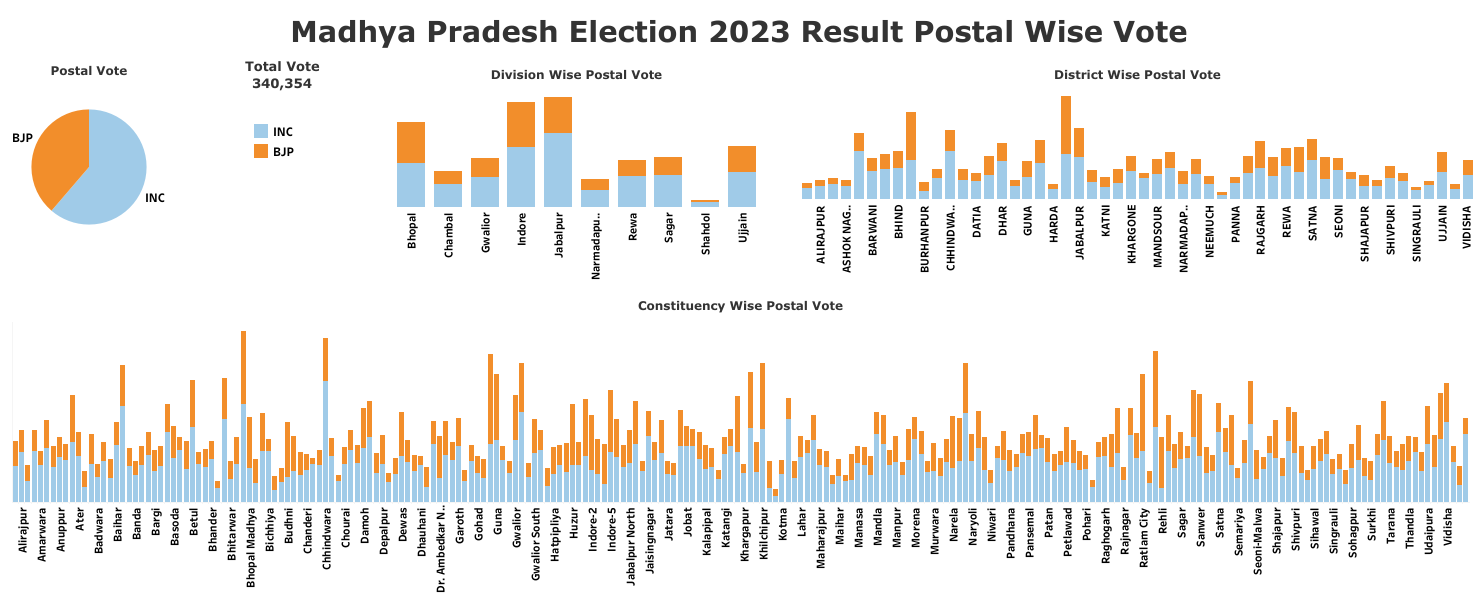 Madhya Pradesh Election 2023 Result Postal Wise Vote
Postal Vote
BJP
INC
Total Vote
340,354
INC
BJP
Division Wise Postal Vote
Bhopal
Chambal
Gwalior
Indore
Jabalpur
Narmadapu..
Rewa
Sagar
Shahdol
Ujjain
District Wise Postal Vote
ALIRAJPUR
ASHOK NAG..
BARWANI
BHIND
BURHANPUR
CHHINDWA..
DATIA
DHAR
GUNA
HARDA
JABALPUR
KATNI
KHARGONE
MANDSOUR
NARMADAP..
NEEMUCH
PANNA
RAJGARH
REWA
SATNA
SEONI
SHAJAPUR
SHIVPURI
SINGRAULI
UJJAIN
VIDISHA
Constituency Wise Postal Vote
Alirajpur
Amarwara
Anuppur
Ater
Badwara
Baihar
Banda
Bargi
Basoda
Betul
Bhander
Bhitarwar
Bhopal Madhya
Bichhiya
Budhni
Chanderi
Chhindwara
Chourai
Damoh
Depalpur
Dewas
Dhauhani
Dr. Ambedkar N..
Garoth
Gohad
Guna
Gwalior
Gwalior South
Hatpipliya
Huzur
Indore-2
Indore-5
Jabalpur North
Jaisingnagar
Jatara
Jobat
Kalapipal
Katangi
Khargapur
Khilchipur
Kotma
Lahar
Maharajpur
Maihar
Manasa
Mandla
Manpur
Morena
Murwara
Narela
Naryoli
Niwari
Pandhana
Pansemal
Patan
Petlawad
Pohari
Raghogarh
Rajnagar
Ratlam City
Rehli
Sagar
Sanwer
Satna
Semariya
Seoni-Malwa
Shajapur
Shivpuri
Sihawal
Singrauli
Sohagpur
Surkhi
Tarana
Thandla
Udaipura
Vidisha